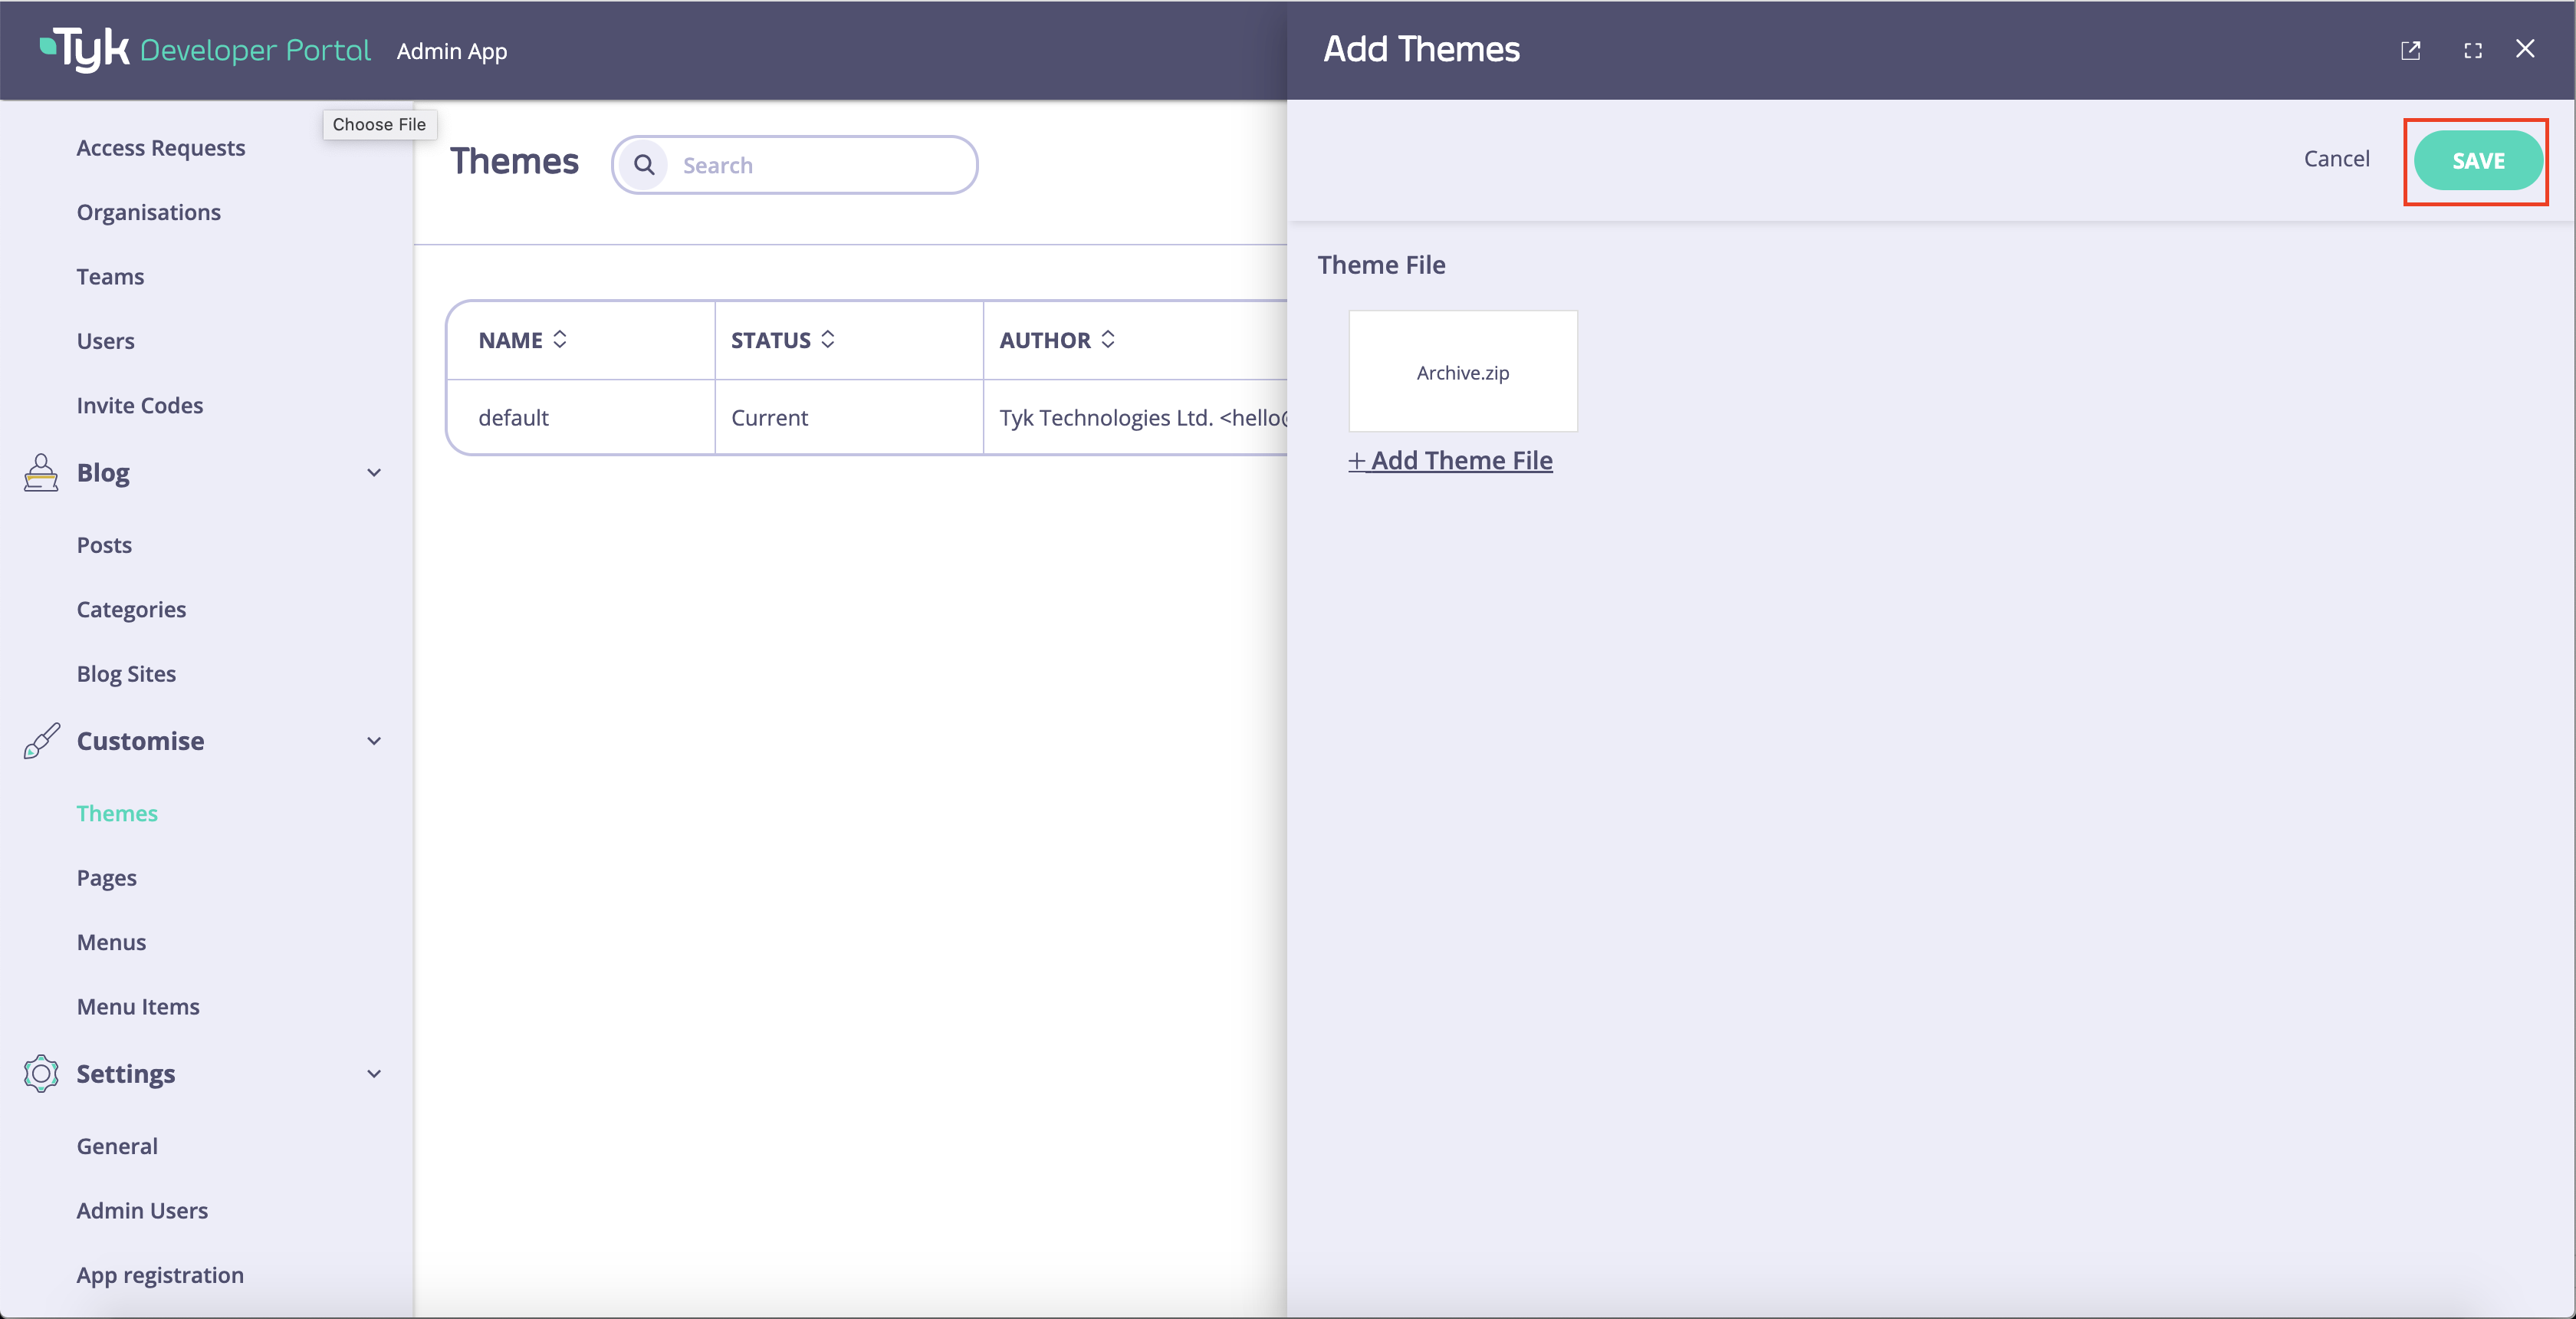 Tyk Developer Portal Admin App
Choose File
Access Requests
Organisations
Teams
Users
Invite Codes
Blog
Posts
Categories
Blog Sites
Customise
Themes
Pages
Menus
Menu Items
Settings
General
Admin Users
App registration
Themes
Search
NAME STATUS AUTHOR
default Current Tyk Technologies Ltd. <hello@
Add Themes
Cancel SAVE
Theme File
Archive.zip
+ Add Theme File